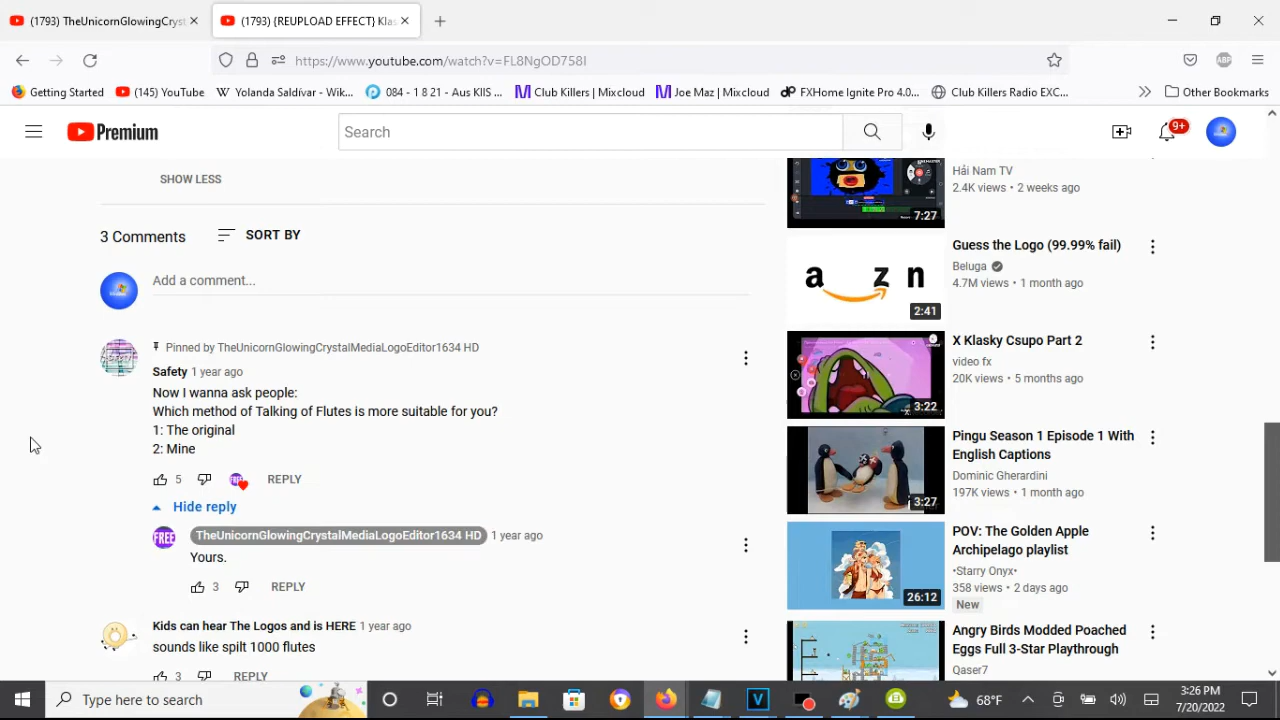 (1793) TheUnicornGlowingCryst
(1793) {REUPLOAD EFFECT} Klas
https://www.youtube.com/watch?v=FL8NgOD758I
Getting Started
(145) YouTube
Yolanda Saldívar - Wik...
084 - 1 8 21 - Aus KIIS ...
Club Killers | Mixcloud
Joe Maz | Mixcloud
FXHome Ignite Pro 4.0...
Club Killers Radio EXC...
Other Bookmarks
Premium
Search
9+
SHOW LESS
3 Comments
SORT BY
Add a comment...
Pinned by TheUnicornGlowingCrystalMediaLogoEditor1634 HD
Safety 1 year ago
Now I wanna ask people:
Which method of Talking of Flutes is more suitable for you?
1: The original
2: Mine
5
REPLY
Hide reply
FREE
TheUnicornGlowingCrystalMediaLogoEditor1634 HD 1 year ago
Yours.
3
REPLY
Kids can hear The Logos and is HERE 1 year ago
sounds like spilt 1000 flutes
3
REPLY
Hải Nam TV
2.4K views • 2 weeks ago
7:27
a zn
2:41
Guess the Logo (99.99% fail)
Beluga
4.7M views • 1 month ago
3:22
X Klasky Csupo Part 2
video fx
20K views • 5 months ago
3:27
Pingu Season 1 Episode 1 With
English Captions
Dominic Gherardini
197K views • 1 month ago
26:12
POV: The Golden Apple
Archipelago playlist
•Starry Onyx•
358 views • 2 days ago
New
Angry Birds Modded Poached
Eggs Full 3-Star Playthrough
Qaser7
Type here to search
68°F
3:26 PM
7/20/2022